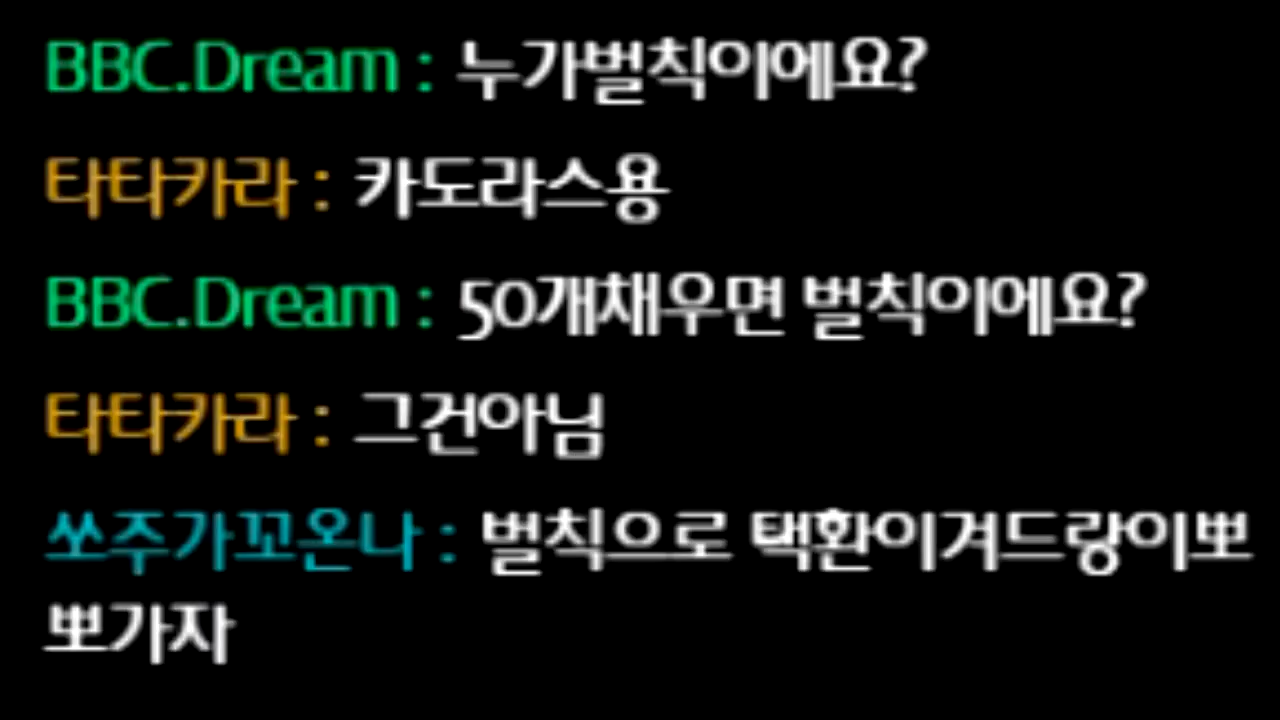 BBC.Dream : 누가벌칙이에요?
타타카라 : 카도라스용
BBC.Dream : 50개채우면 벌칙이에요?
타타카라 : 그건아님
쏘주가꼬온나 : 벌칙으로 택환이겨드랑이뽀
뽀가자